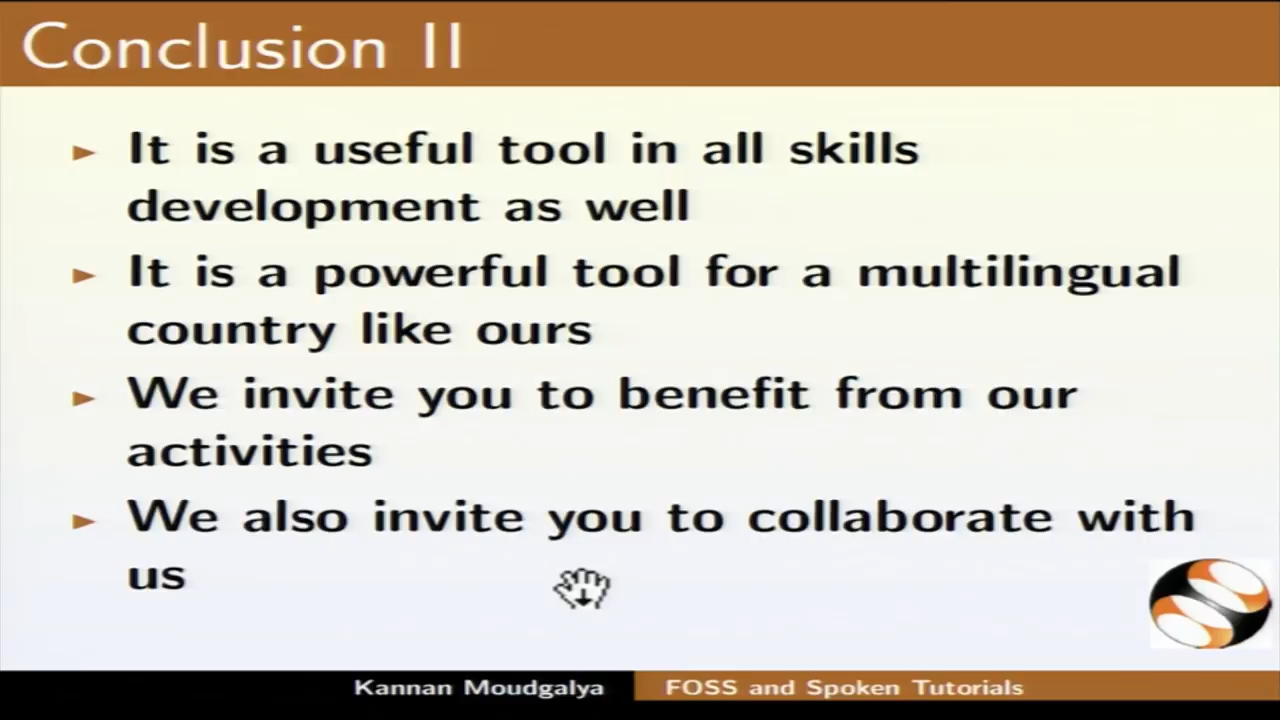 Conclusion II
It is a useful tool in all skills
development as well
It is a powerful tool for a multilingual
country like ours
We invite you to benefit from our
activities
We also invite you to collaborate with
us
Kannan Moudgalya FOSS and Spoken Tutorials